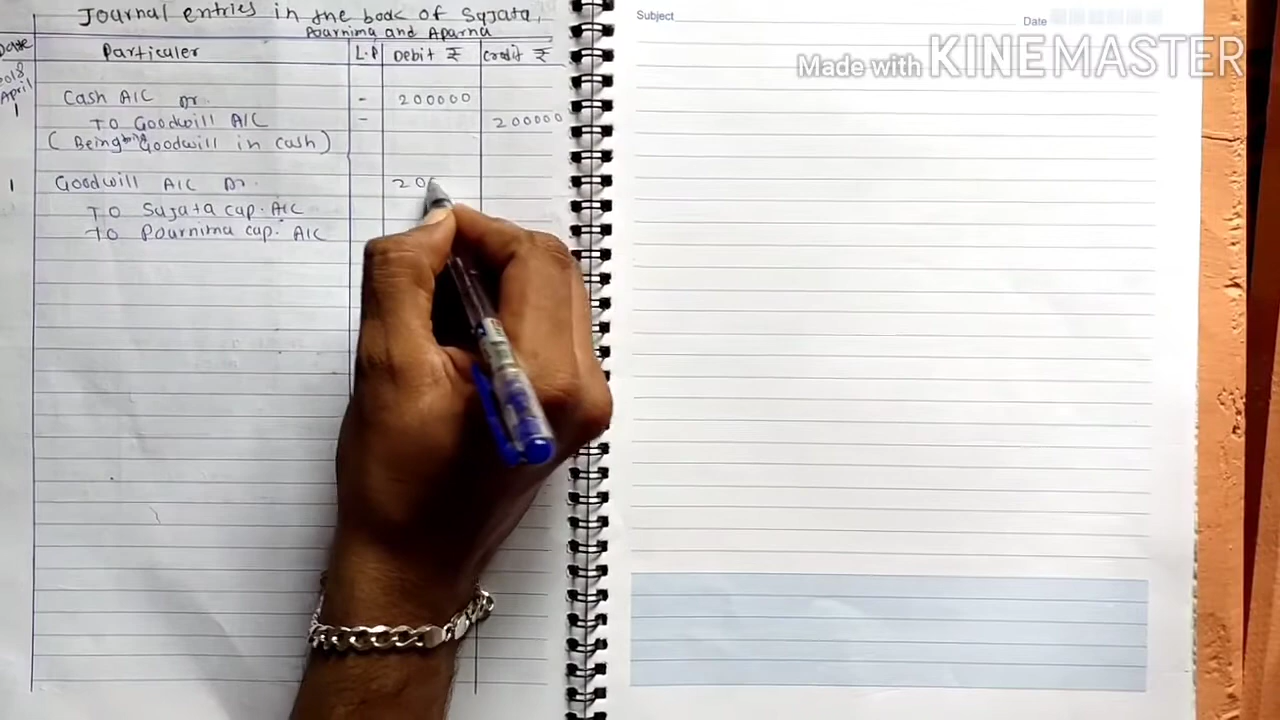 Journal entries in the book of Sujata,
Pournima and Aparna
Date Particuler L.P Debit ₹ Credit ₹
2018
April
1 Cash A/C Dr. - 200000
To Goodwill A/C - 200000
(Being Goodwill in cash)
1 Goodwill A/C Dr. 20
To Sujata cap. A/C
To Pournima cap. A/C
Subject
Date
Made with KINEMASTER